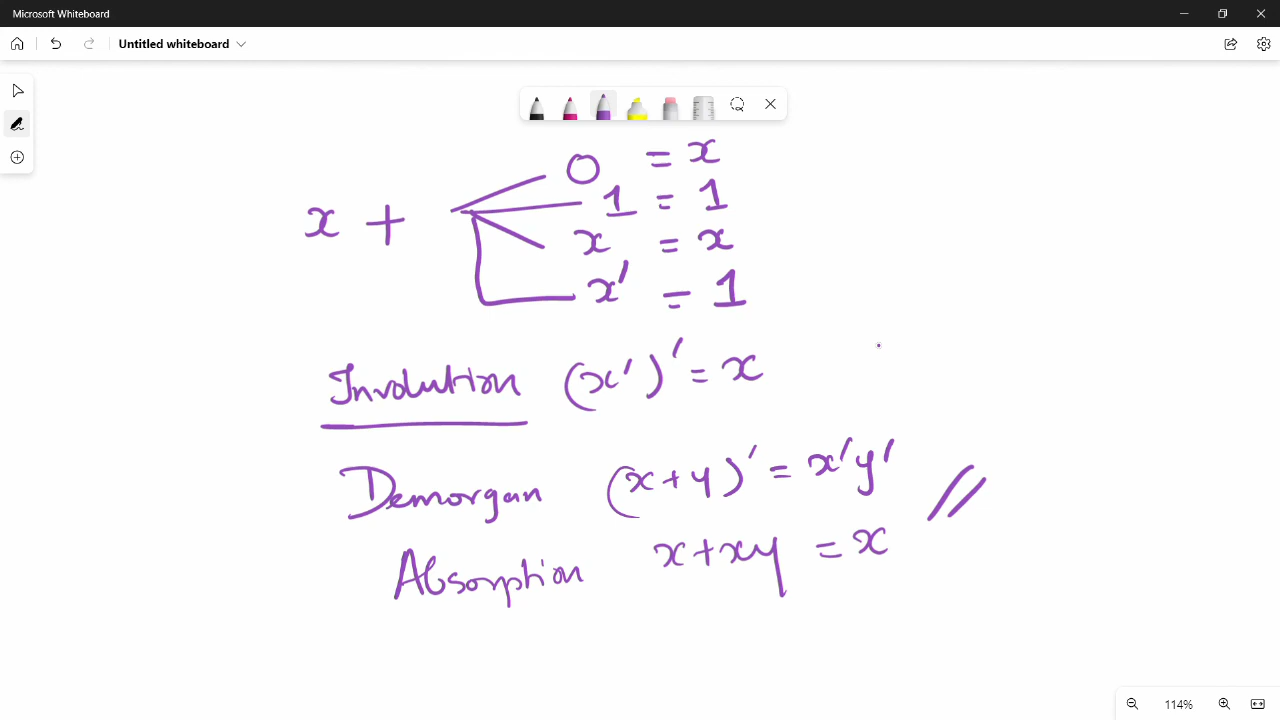 Microsoft Whiteboard
Untitled whiteboard
0 = x
1 = 1
x +
x = x
x' = 1
Involution (x')' = x
Demorgan (x+y)' = x'y'
Absorption x+xy = x
114%